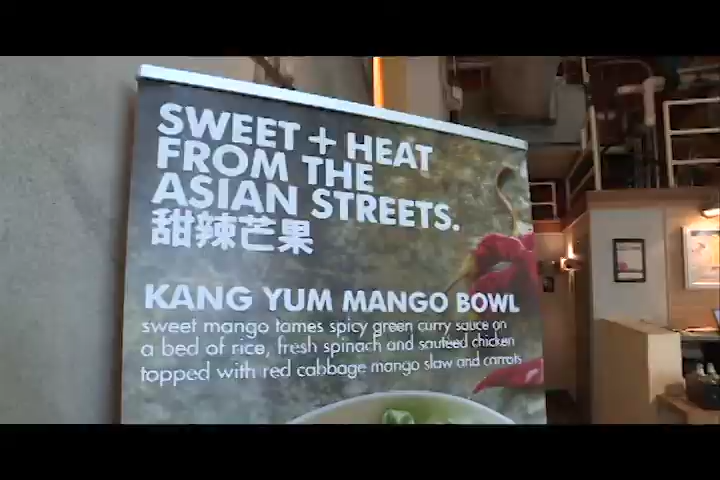 SWEET + HEAT
FROM THE
ASIAN STREETS.
甜辣芒果
KANG YUM MANGO BOWL
sweet mango tames spicy green curry sauce on
a bed of rice, fresh spinach and sautéed chicken
topped with red cabbage mango slaw and carrots